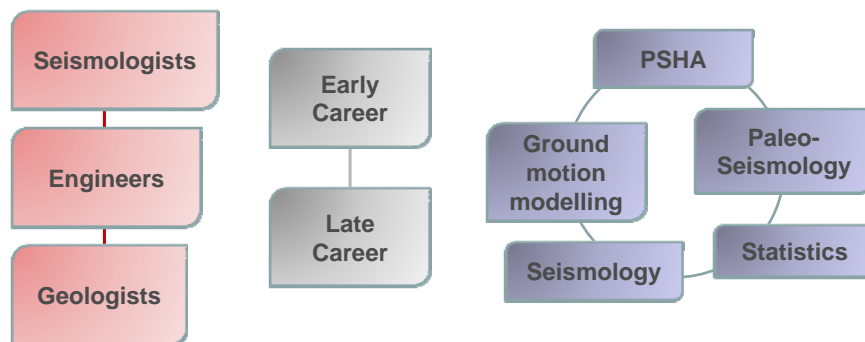 Seismologists
Engineers
Geologists
Early
Career
Late
Career
PSHA
Paleo-
Seismology
Statistics
Seismology
Ground
motion
modelling